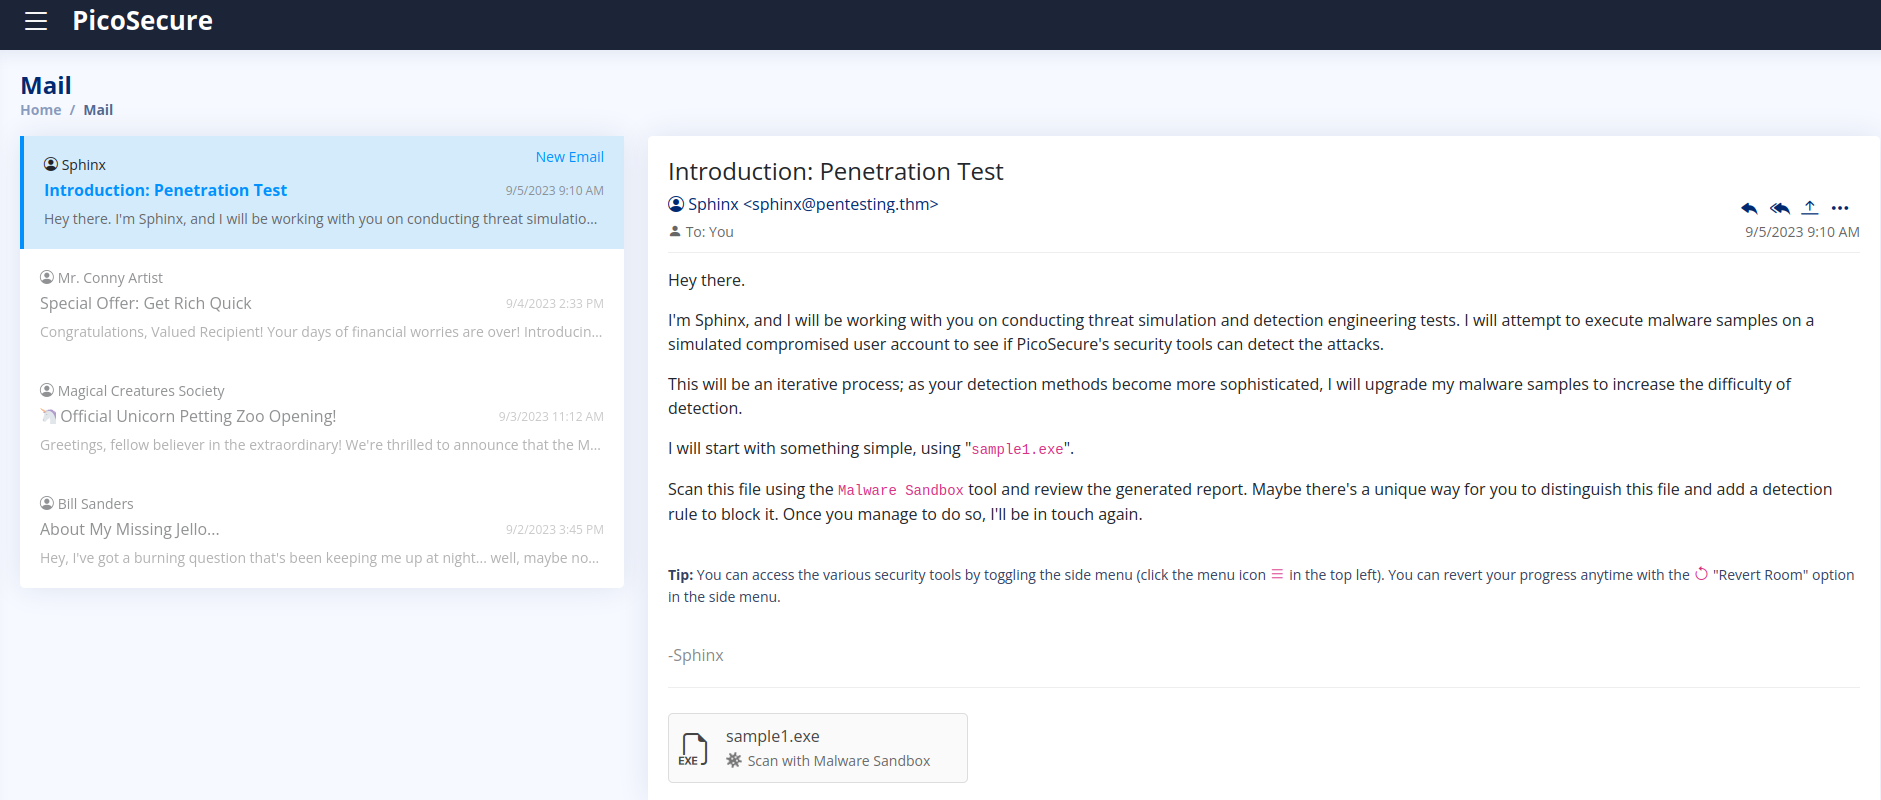 PicoSecure
Mail
Home / Mail
Sphinx
New Email
Introduction: Penetration Test
9/5/2023 9:10 AM
Hey there. I'm Sphinx, and I will be working with you on conducting threat simulatio...
Mr. Conny Artist
Special Offer: Get Rich Quick
9/4/2023 2:33 PM
Congratulations, Valued Recipient! Your days of financial worries are over! Introducin...
Magical Creatures Society
🦄 Official Unicorn Petting Zoo Opening!
9/3/2023 11:12 AM
Greetings, fellow believer in the extraordinary! We're thrilled to announce that the M...
Bill Sanders
About My Missing Jello...
9/2/2023 3:45 PM
Hey, I've got a burning question that's been keeping me up at night... well, maybe no...
Introduction: Penetration Test
Sphinx <sphinx@pentesting.thm>
To: You
9/5/2023 9:10 AM
Hey there.
I'm Sphinx, and I will be working with you on conducting threat simulation and detection engineering tests. I will attempt to execute malware samples on a
simulated compromised user account to see if PicoSecure's security tools can detect the attacks.
This will be an iterative process; as your detection methods become more sophisticated, I will upgrade my malware samples to increase the difficulty of
detection.
I will start with something simple, using "sample1.exe".
Scan this file using the Malware Sandbox tool and review the generated report. Maybe there's a unique way for you to distinguish this file and add a detection
rule to block it. Once you manage to do so, I'll be in touch again.
Tip: You can access the various security tools by toggling the side menu (click the menu icon ☰ in the top left). You can revert your progress anytime with the ↺ "Revert Room" option
in the side menu.
-Sphinx
EXE
sample1.exe
Scan with Malware Sandbox